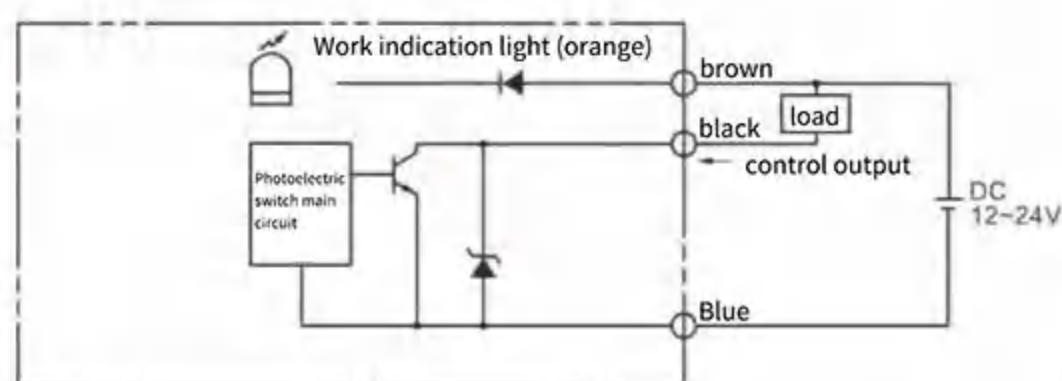 Work indication light (orange)
brown
load
black
control output
Photoelectric
switch main
circuit
DC
12~24V
Blue